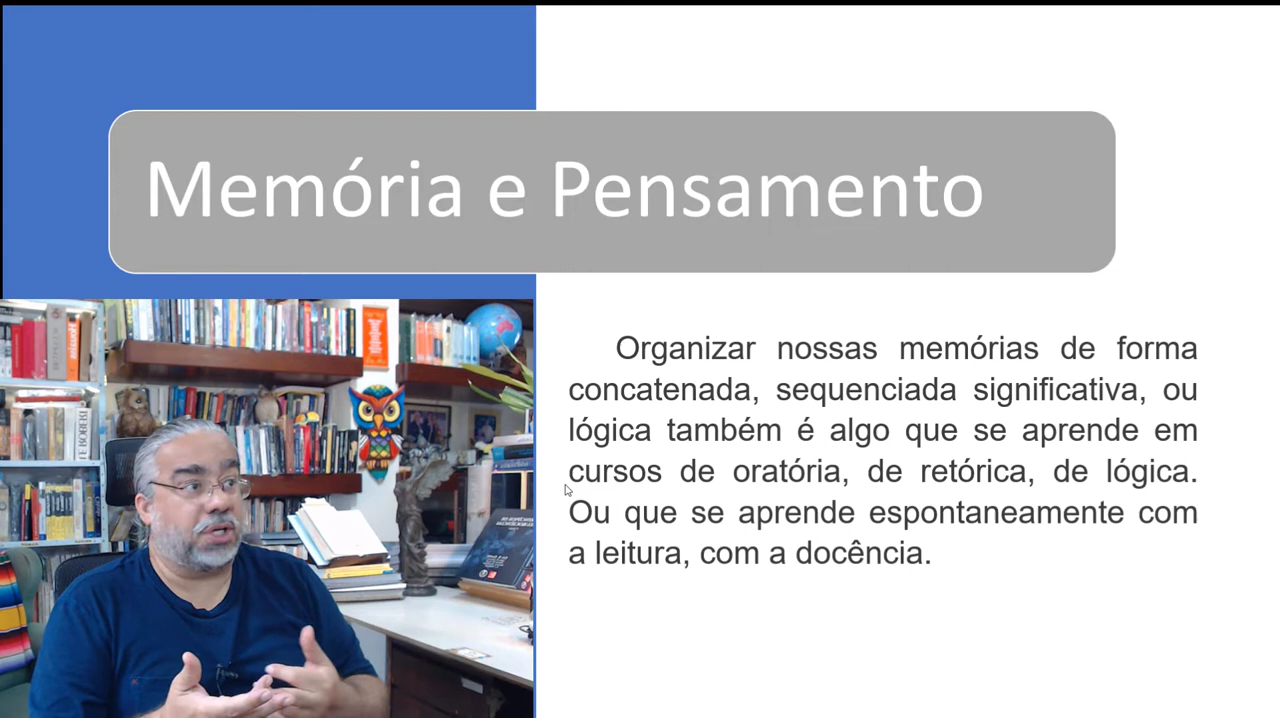 Memória e Pensamento
Organizar nossas memórias de forma
concatenada, sequenciada significativa, ou
lógica também é algo que se aprende em
cursos de oratória, de retórica, de lógica.
Ou que se aprende espontaneamente com
a leitura, com a docência.